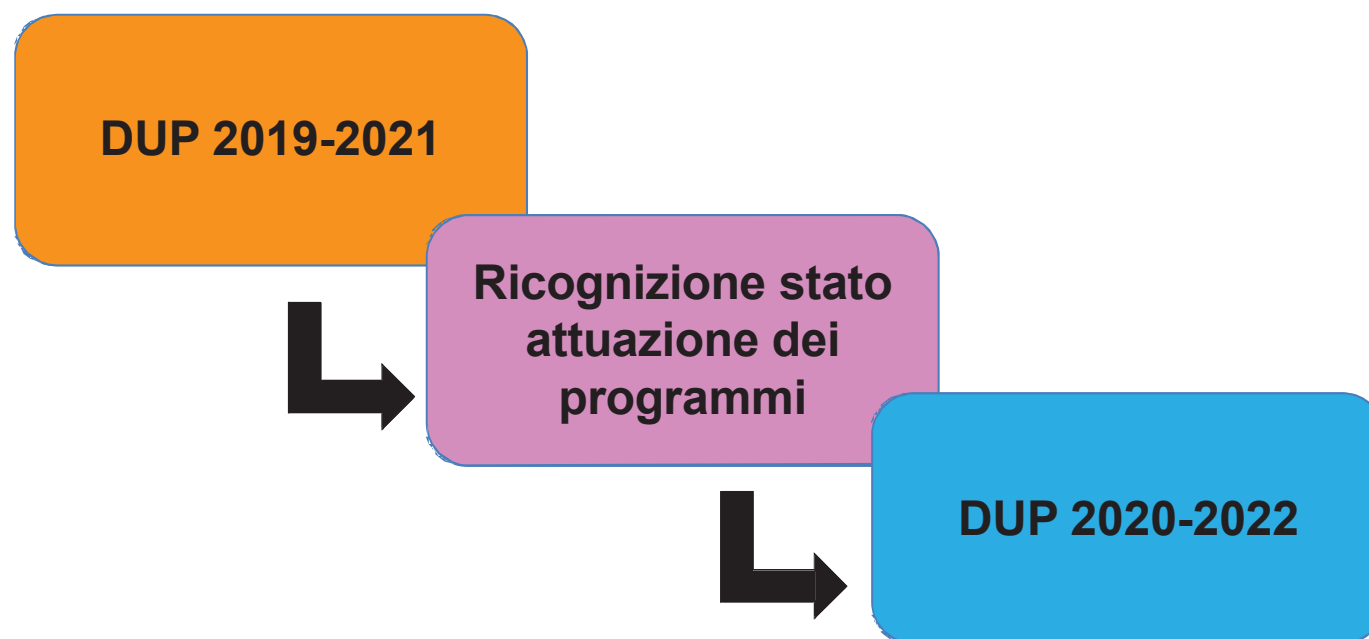 DUP 2019-2021
Ricognizione stato
attuazione dei
programmi
DUP 2020-2022